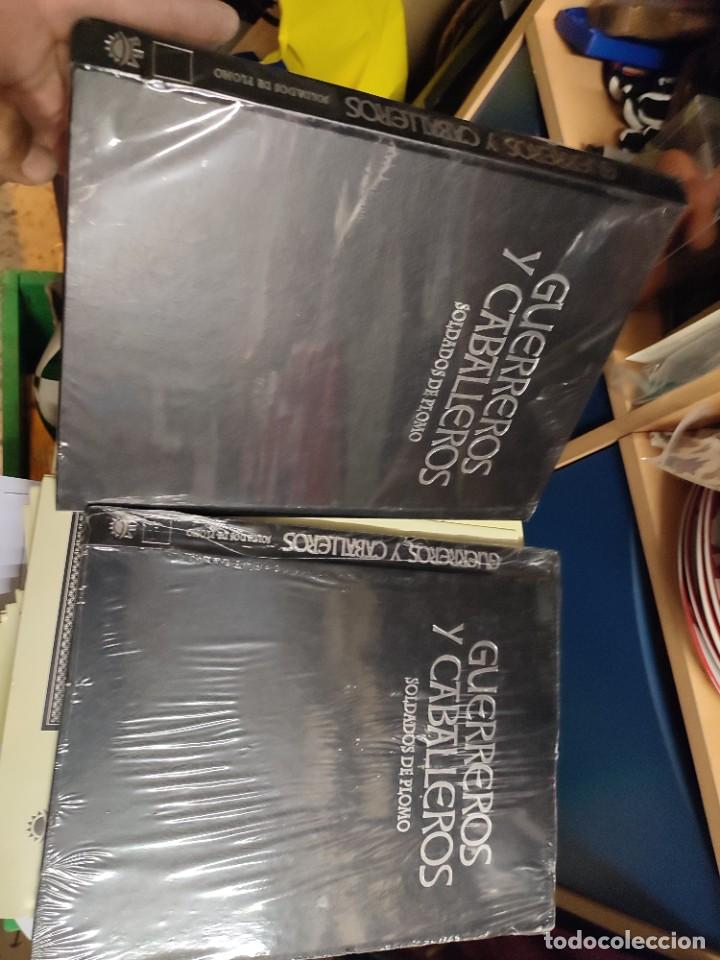 GUERREROS Y CABALLEROS
SOLDADOS DE PLOMO
GUERREROS
Y CABALLEROS
SOLDADOS DE PLOMO
GUERREROS Y CABALLEROS
SOLDADOS DE PLOMO
GUERREROS
Y CABALLEROS
SOLDADOS DE PLOMO
todocoleccion.net